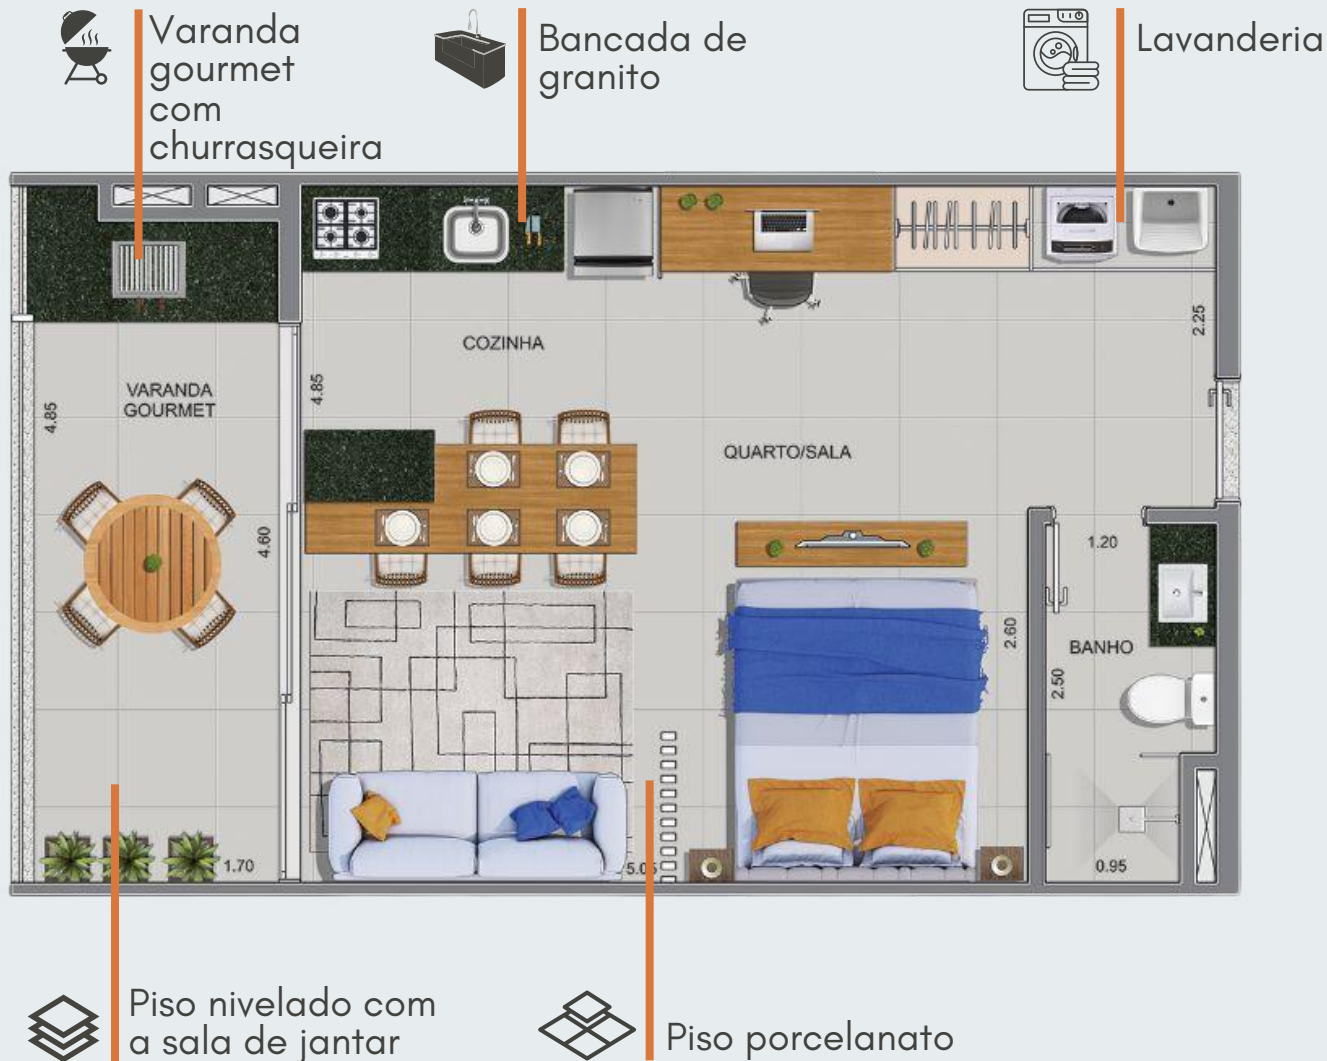 Varanda
gourmet
com
churrasqueira
Bancada de
granito
Lavanderia
2.25
COZINHA
VARANDA
GOURMET
4.85
4.85
QUARTO/SALA
4.60
1.20
2.60
BANHO
2.50
1.70
5.05
0.95
Piso nivelado com
a sala de jantar
Piso porcelanato